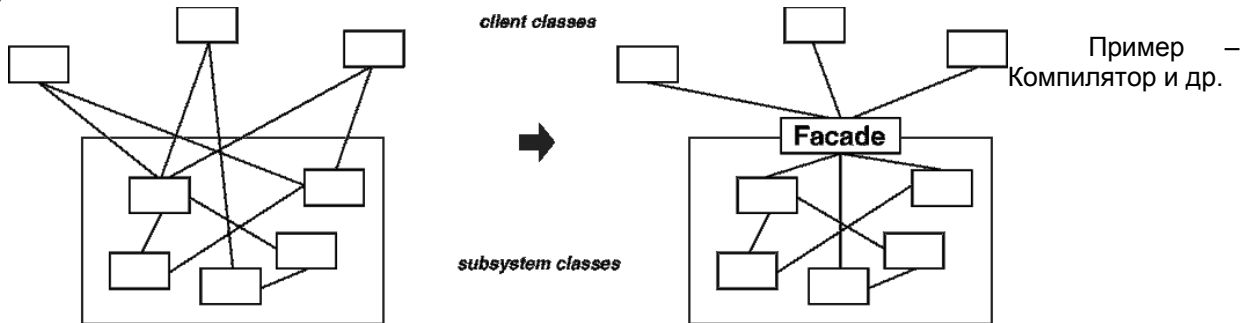 client classes
Пример –
Компилятор и др.
Facade
subsystem classes